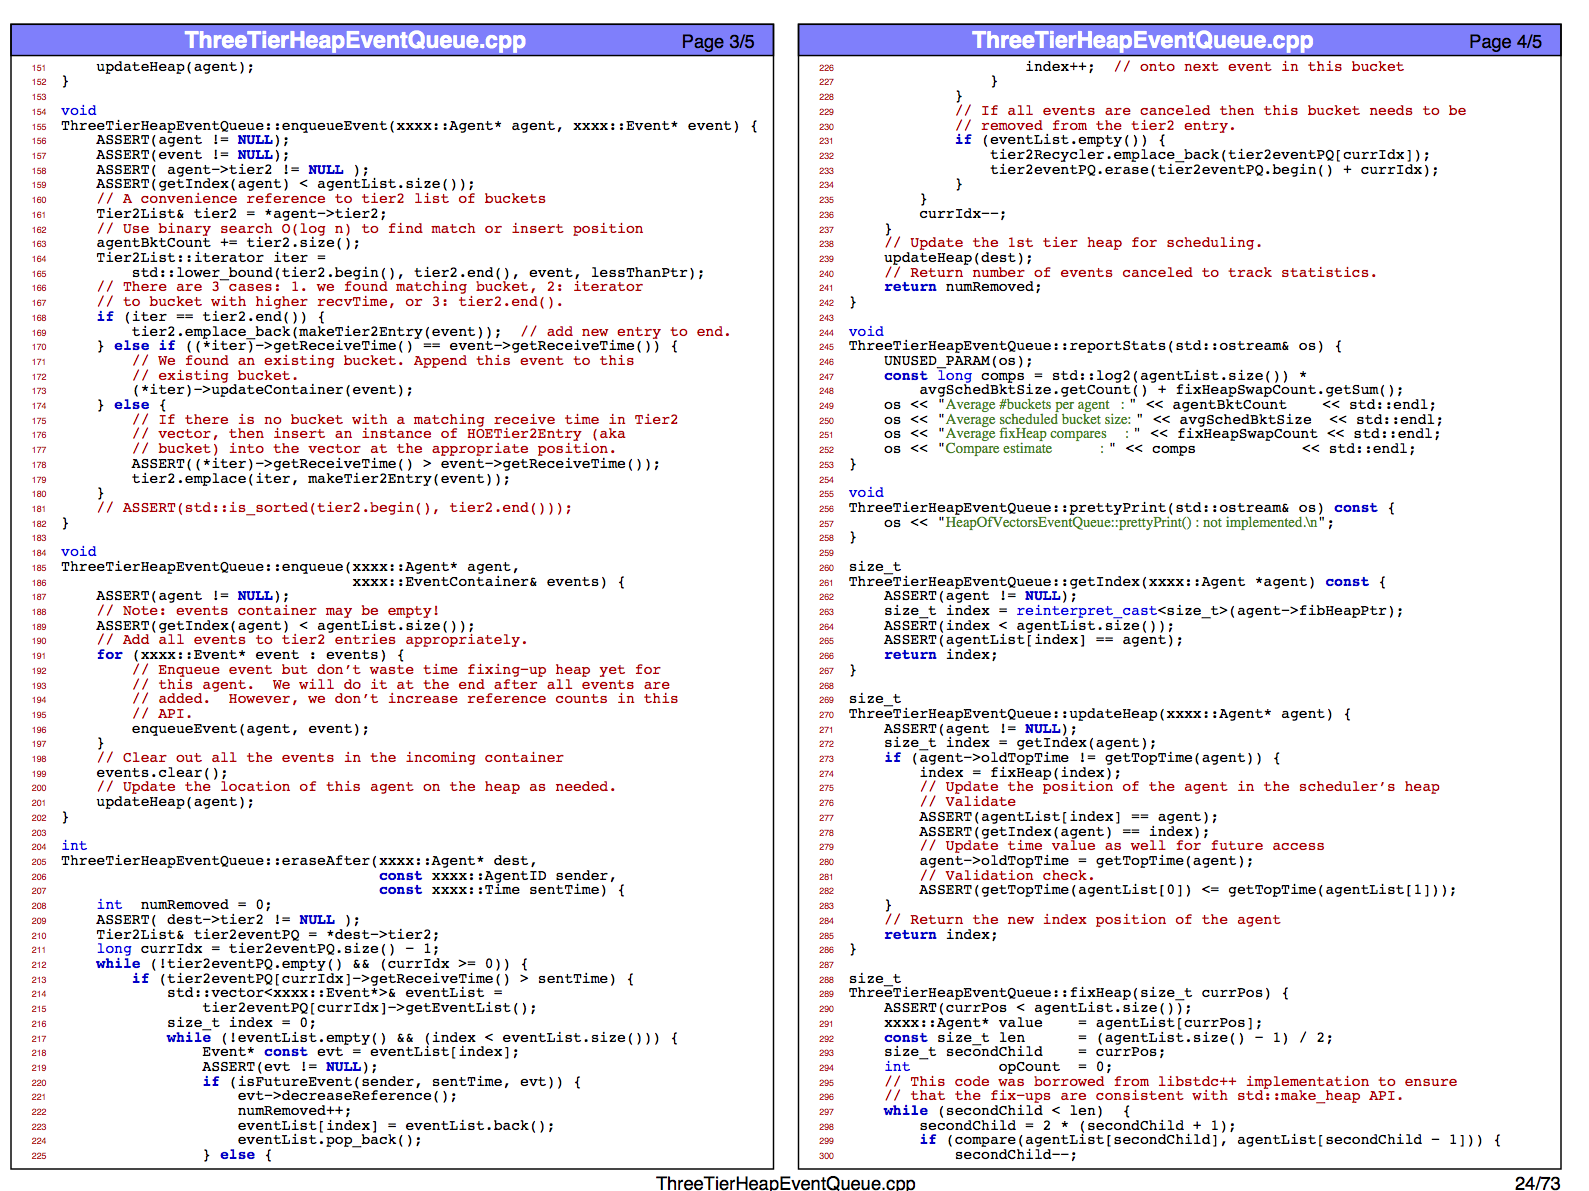 ThreeTierHeapEventQueue.cpp Page 3/5
151 updateHeap(agent);
152 }
153
154 void
155 ThreeTierHeapEventQueue::enqueueEvent(xxxx::Agent* agent, xxxx::Event* event) {
156 ASSERT(agent != NULL);
157 ASSERT(event != NULL);
158 ASSERT( agent->tier2 != NULL );
159 ASSERT(getIndex(agent) < agentList.size());
160 // A convenience reference to tier2 list of buckets
161 Tier2List& tier2 = *agent->tier2;
162 // Use binary search O(log n) to find match or insert position
163 agentBktCount += tier2.size();
164 Tier2List::iterator iter =
165 std::lower_bound(tier2.begin(), tier2.end(), event, lessThanPtr);
166 // There are 3 cases: 1. we found matching bucket, 2: iterator
167 // to bucket with higher recvTime, or 3: tier2.end().
168 if (iter == tier2.end()) {
169 tier2.emplace_back(makeTier2Entry(event)); // add new entry to end.
170 } else if ((*iter)->getReceiveTime() == event->getReceiveTime()) {
171 // We found an existing bucket. Append this event to this
172 // existing bucket.
173 (*iter)->updateContainer(event);
174 } else {
175 // If there is no bucket with a matching receive time in Tier2
176 // vector, then insert an instance of HOETier2Entry (aka
177 // bucket) into the vector at the appropriate position.
178 ASSERT((*iter)->getReceiveTime() > event->getReceiveTime());
179 tier2.emplace(iter, makeTier2Entry(event));
180 }
181 // ASSERT(std::is_sorted(tier2.begin(), tier2.end()));
182 }
183
184 void
185 ThreeTierHeapEventQueue::enqueue(xxxx::Agent* agent,
186 xxxx::EventContainer& events) {
187 ASSERT(agent != NULL);
188 // Note: events container may be empty!
189 ASSERT(getIndex(agent) < agentList.size());
190 // Add all events to tier2 entries appropriately.
191 for (xxxx::Event* event : events) {
192 // Enqueue event but don't waste time fixing-up heap yet for
193 // this agent. We will do it at the end after all events are
194 // added. However, we don't increase reference counts in this
195 // API.
196 enqueueEvent(agent, event);
197 }
198 // Clear out all the events in the incoming container
199 events.clear();
200 // Update the location of this agent on the heap as needed.
201 updateHeap(agent);
202 }
203
204 int
205 ThreeTierHeapEventQueue::eraseAfter(xxxx::Agent* dest,
206 const xxxx::AgentID sender,
207 const xxxx::Time sentTime) {
208 int numRemoved = 0;
209 ASSERT( dest->tier2 != NULL );
210 Tier2List& tier2eventPQ = *dest->tier2;
211 long currIdx = tier2eventPQ.size() - 1;
212 while (!tier2eventPQ.empty() && (currIdx >= 0)) {
213 if (tier2eventPQ[currIdx]->getReceiveTime() > sentTime) {
214 std::vector<xxxx::Event*>& eventList =
215 tier2eventPQ[currIdx]->getEventList();
216 size_t index = 0;
217 while (!eventList.empty() && (index < eventList.size())) {
218 Event* const evt = eventList[index];
219 ASSERT(evt != NULL);
220 if (isFutureEvent(sender, sentTime, evt)) {
221 evt->decreaseReference();
222 numRemoved++;
223 eventList[index] = eventList.back();
224 eventList.pop_back();
225 } else {
ThreeTierHeapEventQueue.cpp Page 4/5
226 index++; // onto next event in this bucket
227 }
228 }
229 // If all events are canceled then this bucket needs to be
230 // removed from the tier2 entry.
231 if (eventList.empty()) {
232 tier2Recycler.emplace_back(tier2eventPQ[currIdx]);
233 tier2eventPQ.erase(tier2eventPQ.begin() + currIdx);
234 }
235 }
236 currIdx--;
237 }
238 // Update the 1st tier heap for scheduling.
239 updateHeap(dest);
240 // Return number of events canceled to track statistics.
241 return numRemoved;
242 }
243
244 void
245 ThreeTierHeapEventQueue::reportStats(std::ostream& os) {
246 UNUSED_PARAM(os);
247 const long comps = std::log2(agentList.size()) *
248 avgSchedBktSize.getCount() + fixHeapSwapCount.getSum();
249 os << "Average #buckets per agent : " << agentBktCount << std::endl;
250 os << "Average scheduled bucket size: " << avgSchedBktSize << std::endl;
251 os << "Average fixHeap compares : " << fixHeapSwapCount << std::endl;
252 os << "Compare estimate : " << comps << std::endl;
253 }
254
255 void
256 ThreeTierHeapEventQueue::prettyPrint(std::ostream& os) const {
257 os << "HeapOfVectorsEventQueue::prettyPrint() : not implemented.\n";
258 }
259
260 size_t
261 ThreeTierHeapEventQueue::getIndex(xxxx::Agent *agent) const {
262 ASSERT(agent != NULL);
263 size_t index = reinterpret_cast<size_t>(agent->fibHeapPtr);
264 ASSERT(index < agentList.size());
265 ASSERT(agentList[index] == agent);
266 return index;
267 }
268
269 size_t
270 ThreeTierHeapEventQueue::updateHeap(xxxx::Agent* agent) {
271 ASSERT(agent != NULL);
272 size_t index = getIndex(agent);
273 if (agent->oldTopTime != getTopTime(agent)) {
274 index = fixHeap(index);
275 // Update the position of the agent in the scheduler's heap
276 // Validate
277 ASSERT(agentList[index] == agent);
278 ASSERT(getIndex(agent) == index);
279 // Update time value as well for future access
280 agent->oldTopTime = getTopTime(agent);
281 // Validation check.
282 ASSERT(getTopTime(agentList[0]) <= getTopTime(agentList[1]));
283 }
284 // Return the new index position of the agent
285 return index;
286 }
287
288 size_t
289 ThreeTierHeapEventQueue::fixHeap(size_t currPos) {
290 ASSERT(currPos < agentList.size());
291 xxxx::Agent* value = agentList[currPos];
292 const size_t len = (agentList.size() - 1) / 2;
293 size_t secondChild = currPos;
294 int opCount = 0;
295 // This code was borrowed from libstdc++ implementation to ensure
296 // that the fix-ups are consistent with std::make_heap API.
297 while (secondChild < len) {
298 secondChild = 2 * (secondChild + 1);
299 if (compare(agentList[secondChild], agentList[secondChild - 1])) {
300 secondChild--;
ThreeTierHeapEventQueue.cpp 24/73